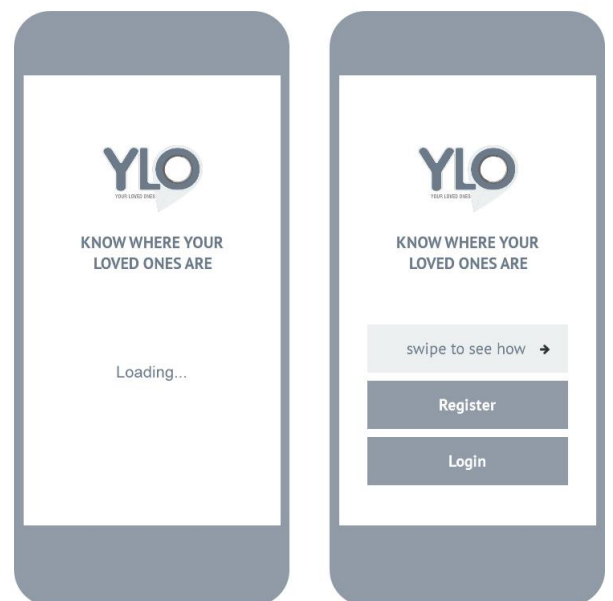 YLO
YOUR LOVED ONES
KNOW WHERE YOUR
LOVED ONES ARE
Loading...
YLO
YOUR LOVED ONES
KNOW WHERE YOUR
LOVED ONES ARE
swipe to see how
Register
Login